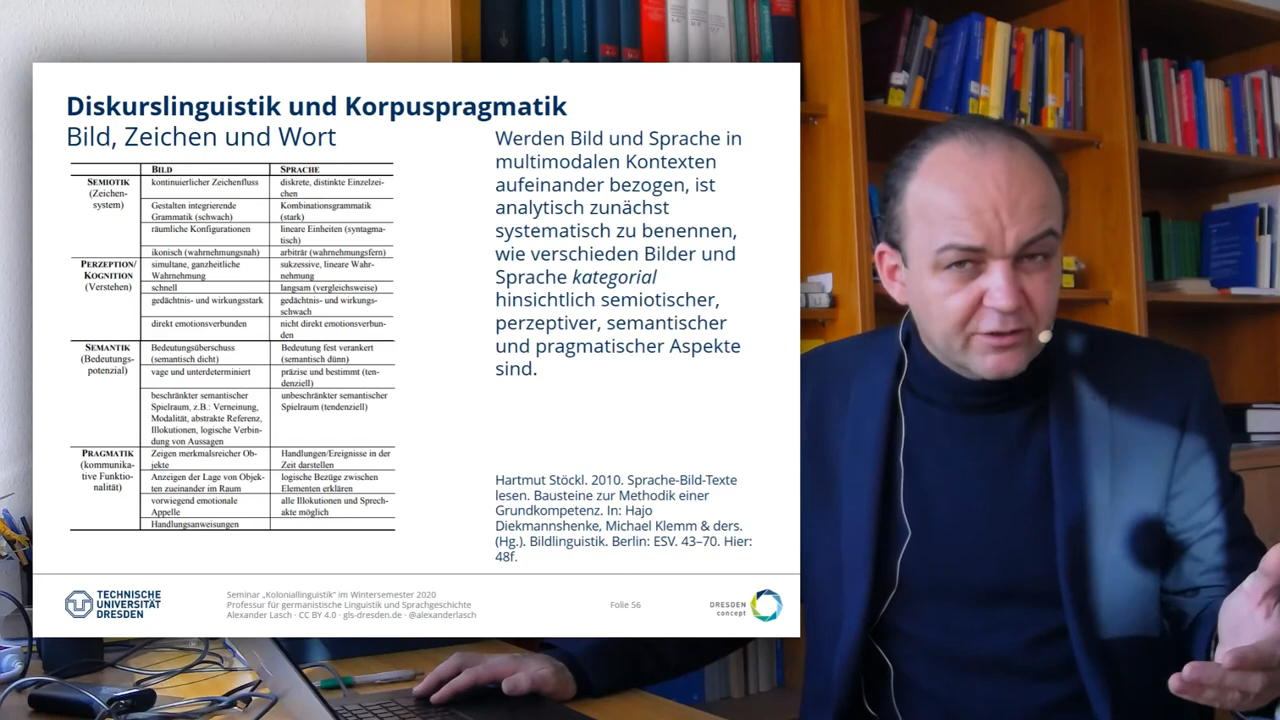 Diskurslinguistik und Korpuspragmatik
Bild, Zeichen und Wort
BILD
SPRACHE
SEMIOTIK
(Zeichen-
system)
kontinuierlicher Zeichenfluss
diskrete, distinkte Einzelzei-
chen
Gestalten integrierende
Grammatik (schwach)
Kombinationsgrammatik
(stark)
räumliche Konfigurationen
lineare Einheiten (syntagma-
tisch)
ikonisch (wahrnehmungsnah)
arbiträr (wahrnehmungsfern)
PERZEPTION/
KOGNITION
(Verstehen)
simultane, ganzheitliche
Wahrnehmung
sukzessive, lineare Wahr-
nehmung
schnell
langsam (vergleichsweise)
gedächtnis- und wirkungsstark
gedächtnis- und wirkungs-
schwach
direkt emotionsverbunden
nicht direkt emotionsverbun-
den
SEMANTIK
(Bedeutungs-
potenzial)
Bedeutungsüberschuss
(semantisch dicht)
Bedeutung fest verankert
(semantisch dünn)
vage und unterdeterminiert
präzise und bestimmt (ten-
denziell)
beschränkter semantischer
Spielraum, z.B.: Verneinung,
Modalität, abstrakte Referenz,
Illokutionen, logische Verbin-
dung von Aussagen
unbeschränkter semantischer
Spielraum (tendenziell)
PRAGMATIK
(kommunika-
tive Funktio-
nalität)
Zeigen merkmalsreicher Ob-
jekte
Handlungen/Ereignisse in der
Zeit darstellen
Anzeigen der Lage von Objek-
ten zueinander im Raum
logische Bezüge zwischen
Elementen erklären
vorwiegend emotionale
Appelle
alle Illokutionen und Sprech-
akte möglich
Handlungsanweisungen
Werden Bild und Sprache in
multimodalen Kontexten
aufeinander bezogen, ist
analytisch zunächst
systematisch zu benennen,
wie verschieden Bilder und
Sprache kategorial
hinsichtlich semiotischer,
perzeptiver, semantischer
und pragmatischer Aspekte
sind.
Hartmut Stöckl. 2010. Sprache-Bild-Texte
lesen. Bausteine zur Methodik einer
Grundkompetenz. In: Hajo
Diekmannshenke, Michael Klemm & ders.
(Hg.). Bildlinguistik. Berlin: ESV. 43–70. Hier:
48f.
TECHNISCHE
UNIVERSITÄT
DRESDEN
Seminar „Koloniallinguistik" im Wintersemester 2020
Professur für germanistische Linguistik und Sprachgeschichte
Alexander Lasch · CC BY 4.0 · gls-dresden.de · @alexanderlasch
Folie 56
DRESDEN
concept